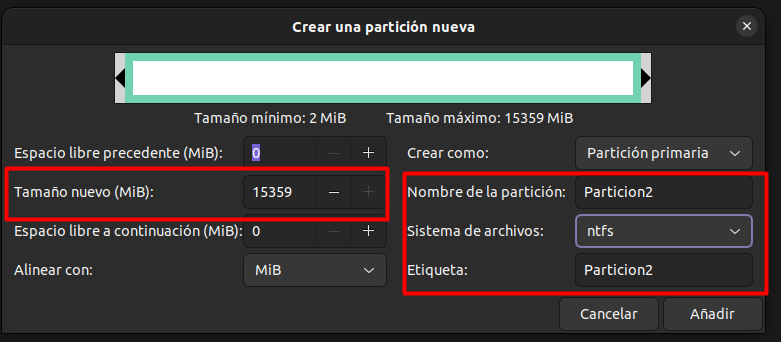 Crear una partición nueva
Tamaño mínimo: 2 MiB Tamaño máximo: 15359 MiB
Espacio libre precedente (MiB): 0 Crear como: Partición primaria
Tamaño nuevo (MiB): 15359 Nombre de la partición: Particion2
Espacio libre a continuación (MiB): 0 Sistema de archivos: ntfs
Alinear con: MiB Etiqueta: Particion2
Cancelar Añadir